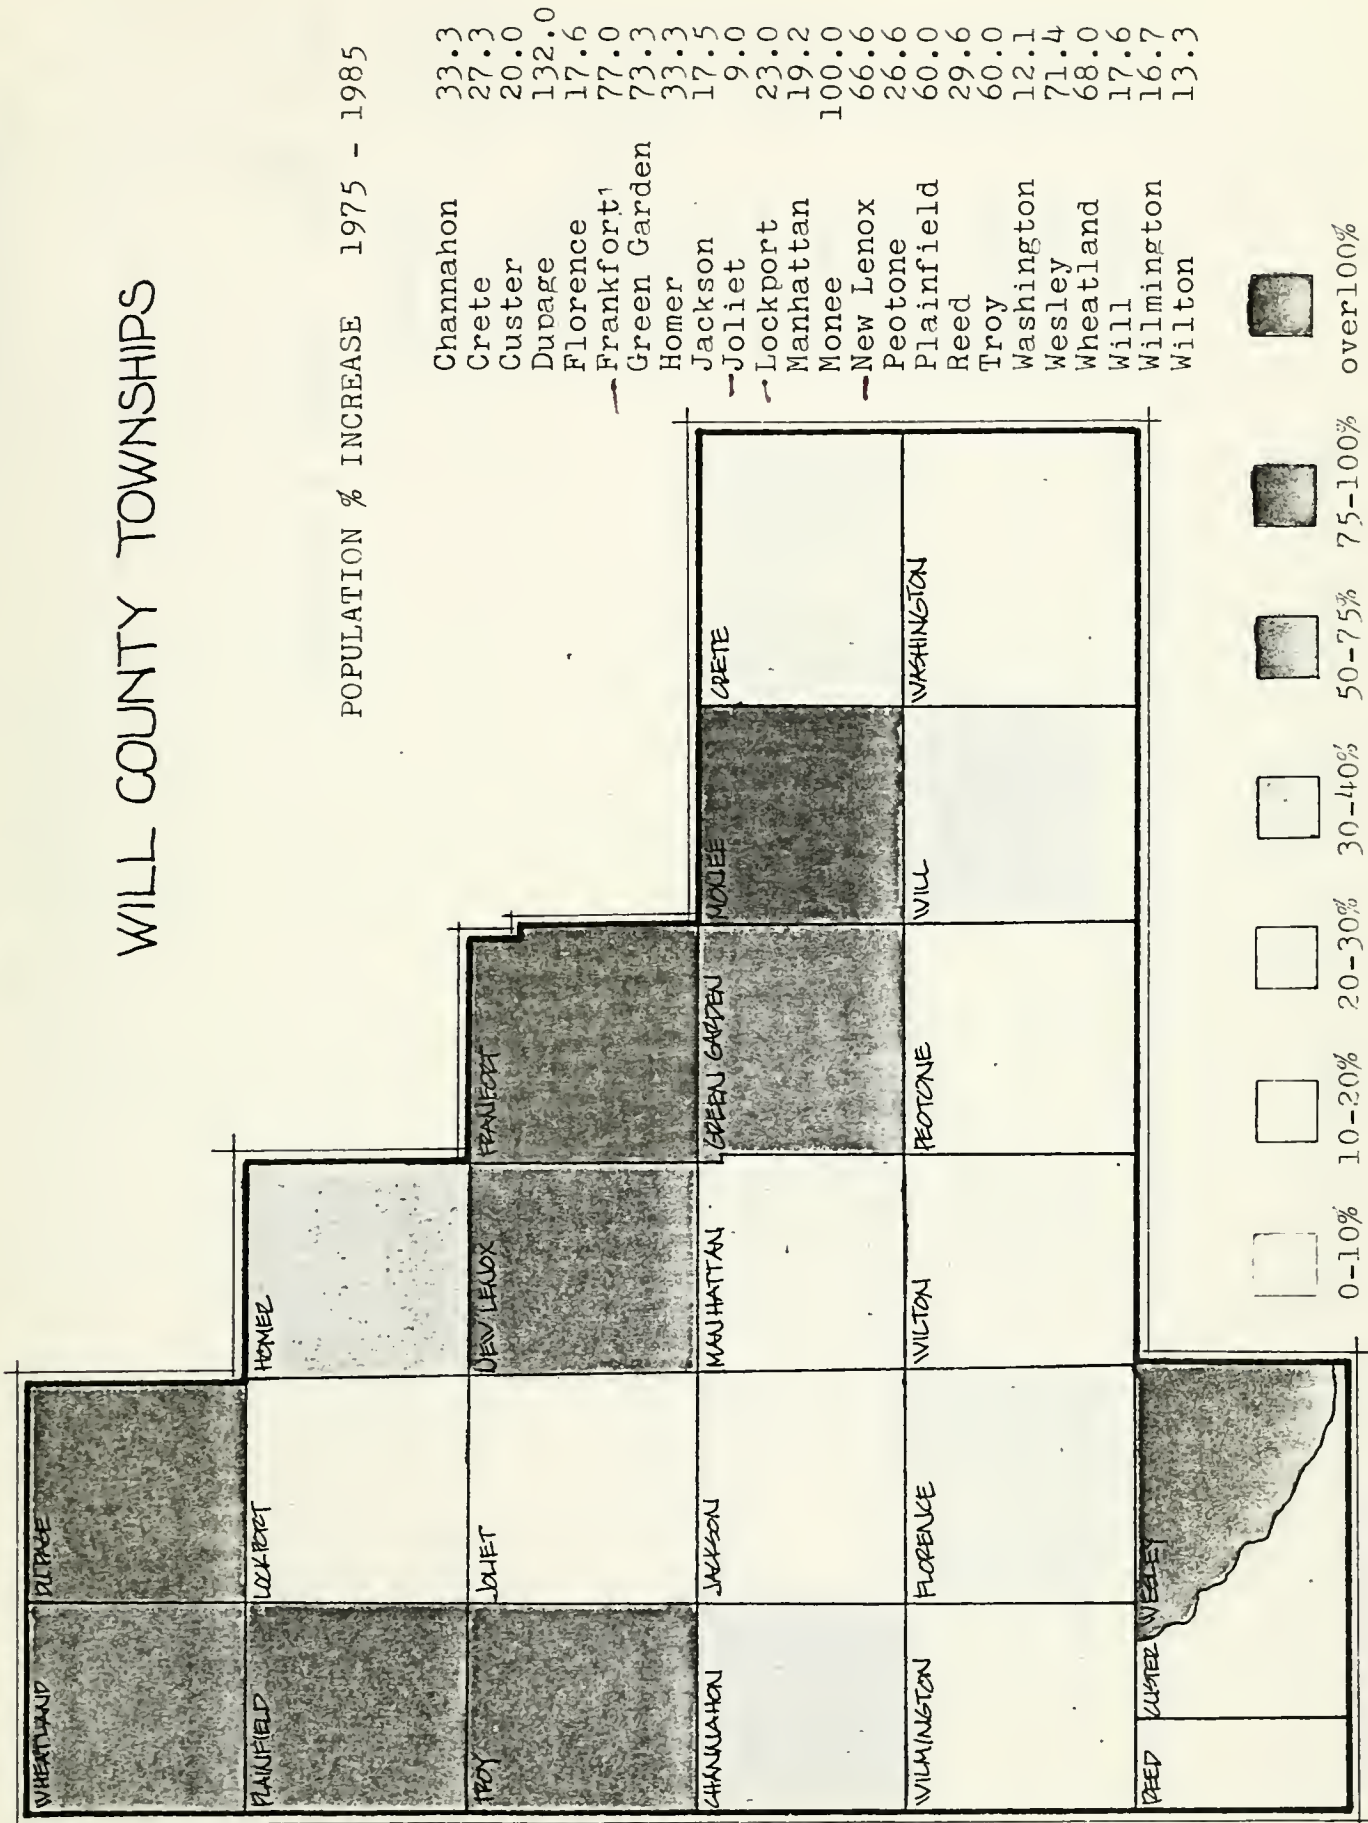 WILL COUNTY TOWNSHIPS
POPULATION % INCREASE 1975 - 1985
Channahon 33.3
Crete 27.3
Custer 20.0
Dupage 132.0
Florence 17.6
Frankfort' 77.0
Green Garden 73.3
Homer 33.3
Jackson 17.5
Joliet 9.0
Lockport 23.0
Manhattan 19.2
Monee 100.0
New Lenox 66.6
Peotone 26.6
Plainfield 60.0
Reed 29.6
Troy 60.0
Washington 12.1
Wesley 71.4
Wheatland 68.0
Will 17.6
Wilmington 16.7
Wilton 13.3
WHEATLAND
DUPAGE
PLAINFIELD
LOCKPORT
HOMER
TROY
JOLIET
NEW LENOX
FRANKFORT
CHANNAHON
JACKSON
MANHATTAN
GREEN GARDEN
MONEE
CRETE
WILMINGTON
FLORENCE
WILTON
PEOTONE
WILL
WASHINGTON
REED
CUSTER
WESLEY
0-10%
10-20%
20-30%
30-40%
50-75%
75-100%
over100%